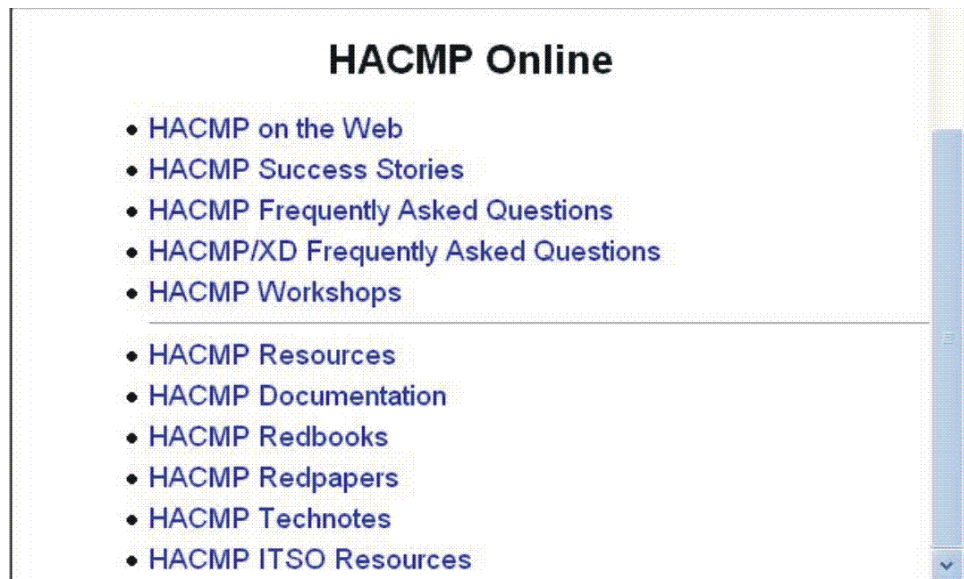 HACMP Online
HACMP on the Web
HACMP Success Stories
HACMP Frequently Asked Questions
HACMP/XD Frequently Asked Questions
HACMP Workshops
HACMP Resources
HACMP Documentation
HACMP Redbooks
HACMP Redpapers
HACMP Technotes
HACMP ITSO Resources